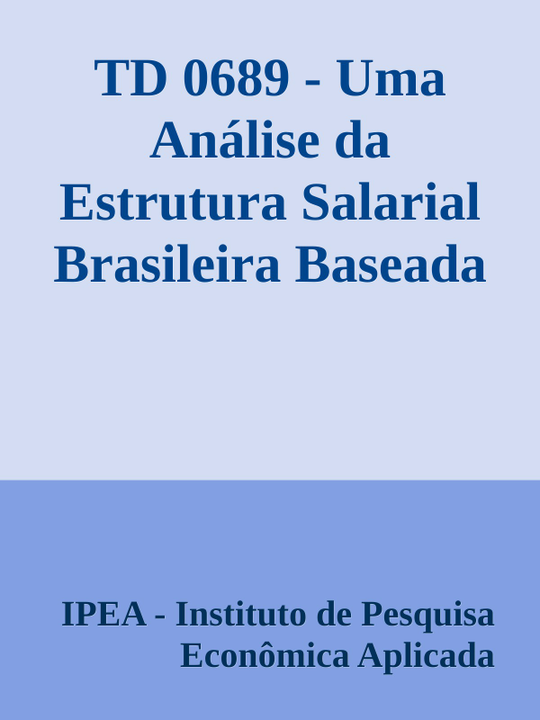 TD 0689 - Uma
Análise da
Estrutura Salarial
Brasileira Baseada
IPEA - Instituto de Pesquisa
Econômica Aplicada